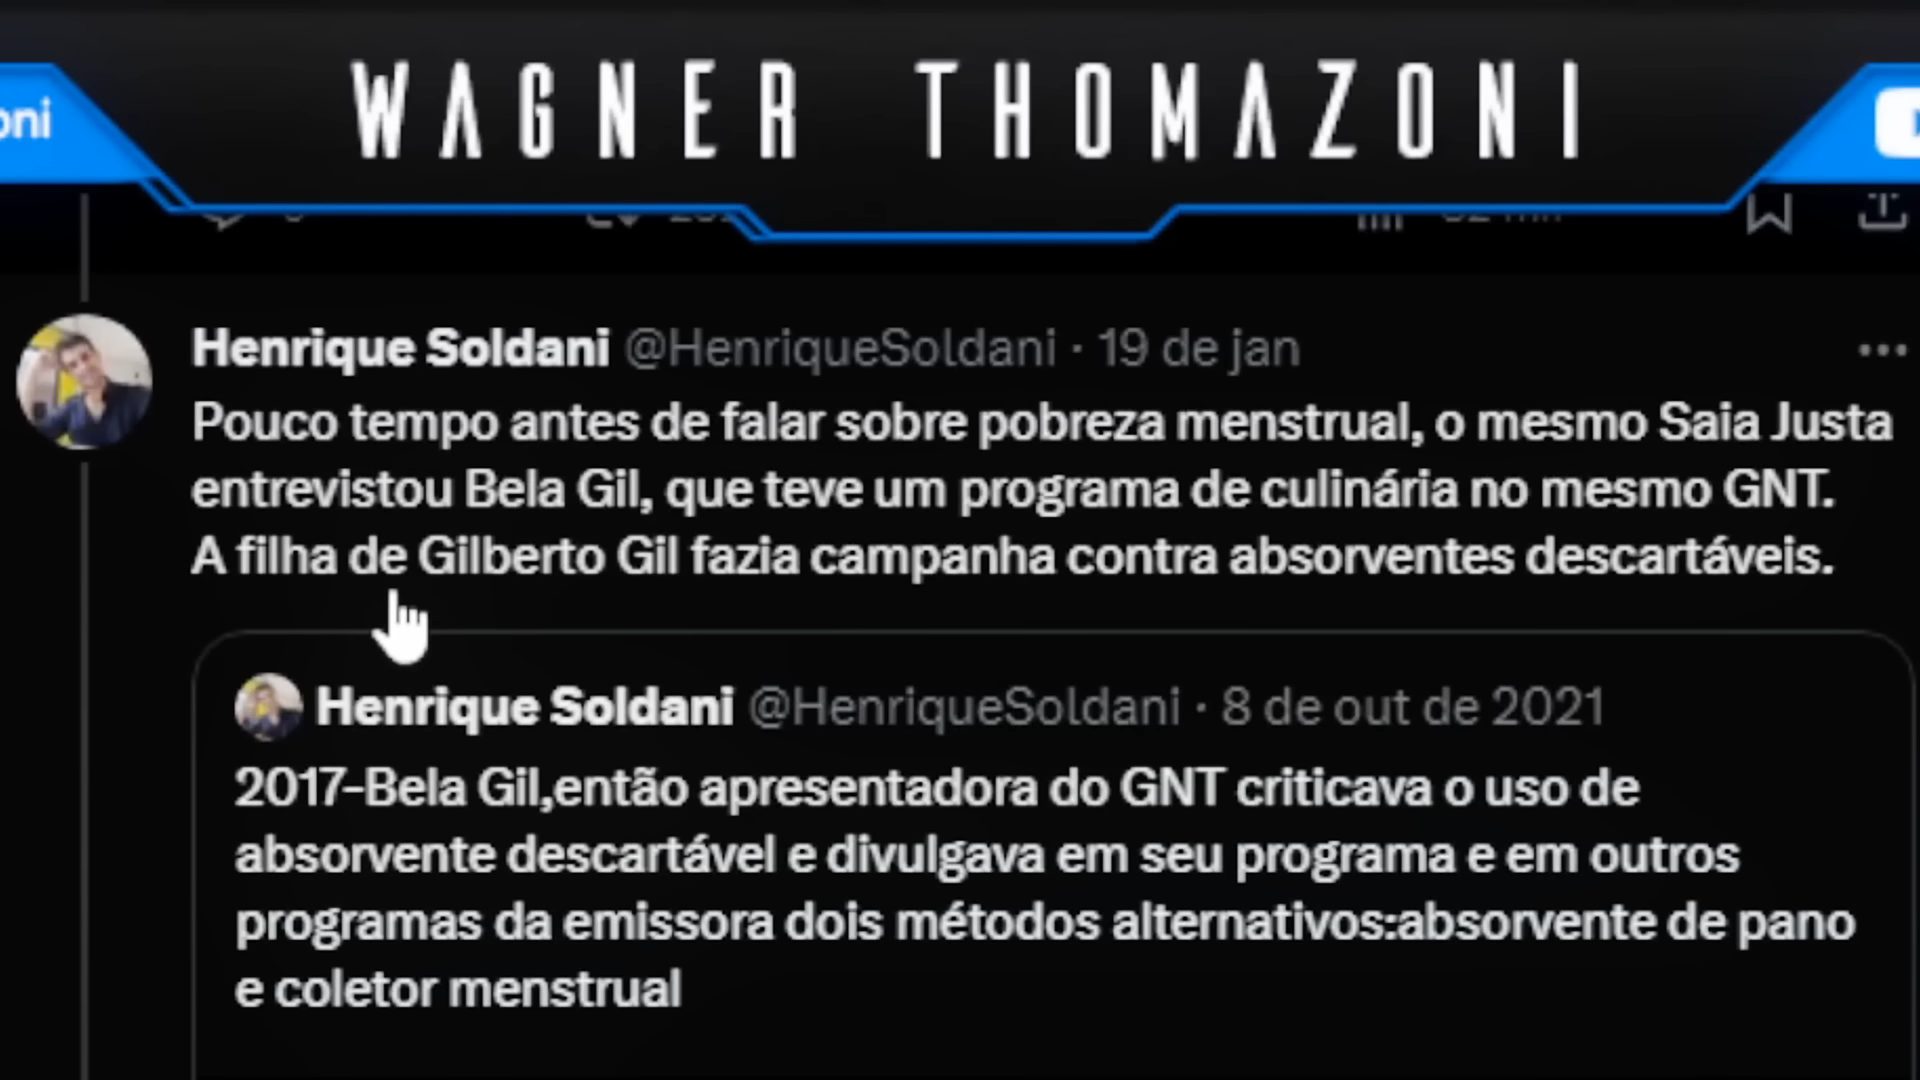 WAGNER THOMAZONI
oni
Henrique Soldani @HenriqueSoldani · 19 de jan
Pouco tempo antes de falar sobre pobreza menstrual, o mesmo Saia Justa
entrevistou Bela Gil, que teve um programa de culinária no mesmo GNT.
A filha de Gilberto Gil fazia campanha contra absorventes descartáveis.
Henrique Soldani @HenriqueSoldani · 8 de out de 2021
2017-Bela Gil,então apresentadora do GNT criticava o uso de
absorvente descartável e divulgava em seu programa e em outros
programas da emissora dois métodos alternativos:absorvente de pano
e coletor menstrual